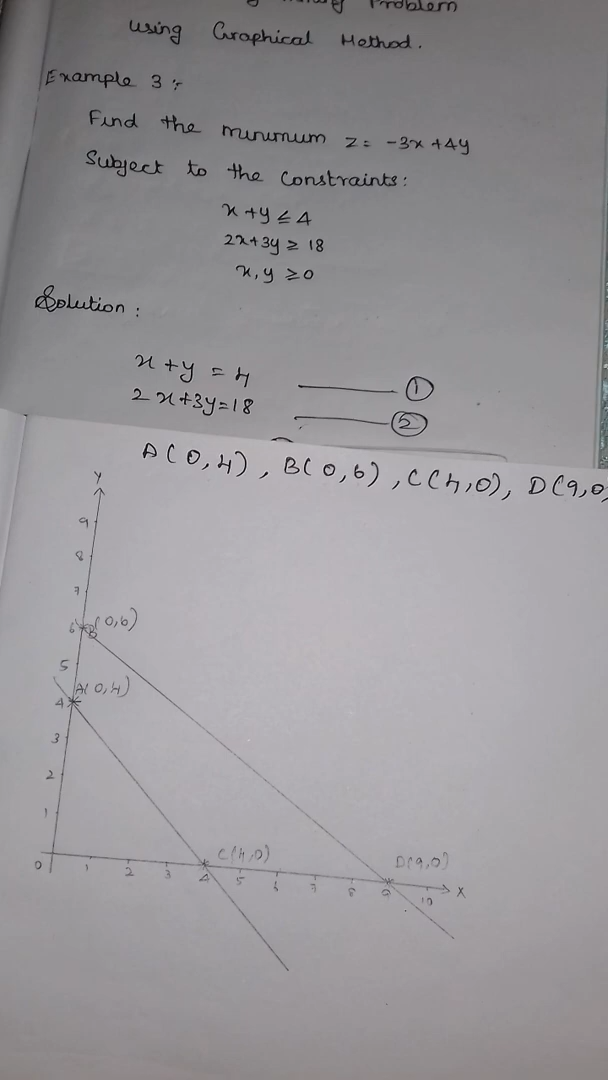 Problem
using Graphical Method.
Example 3 :-
Find the minimum z = -3x + 4y
Subject to the constraints:
x + y ≤ 4
2x + 3y ≥ 18
x, y ≥ 0
Solution :
x + y = 4 ——— ①
2x + 3y = 18 ——— ②
A(0,4), B(0,6), C(4,0), D(9,0)
Y
9
8
7
6 B(0,6)
5
4 A(0,4)
3
2
1
C(4,0) D(9,0)
0 1 2 3 4 5 6 7 8 9 10 X